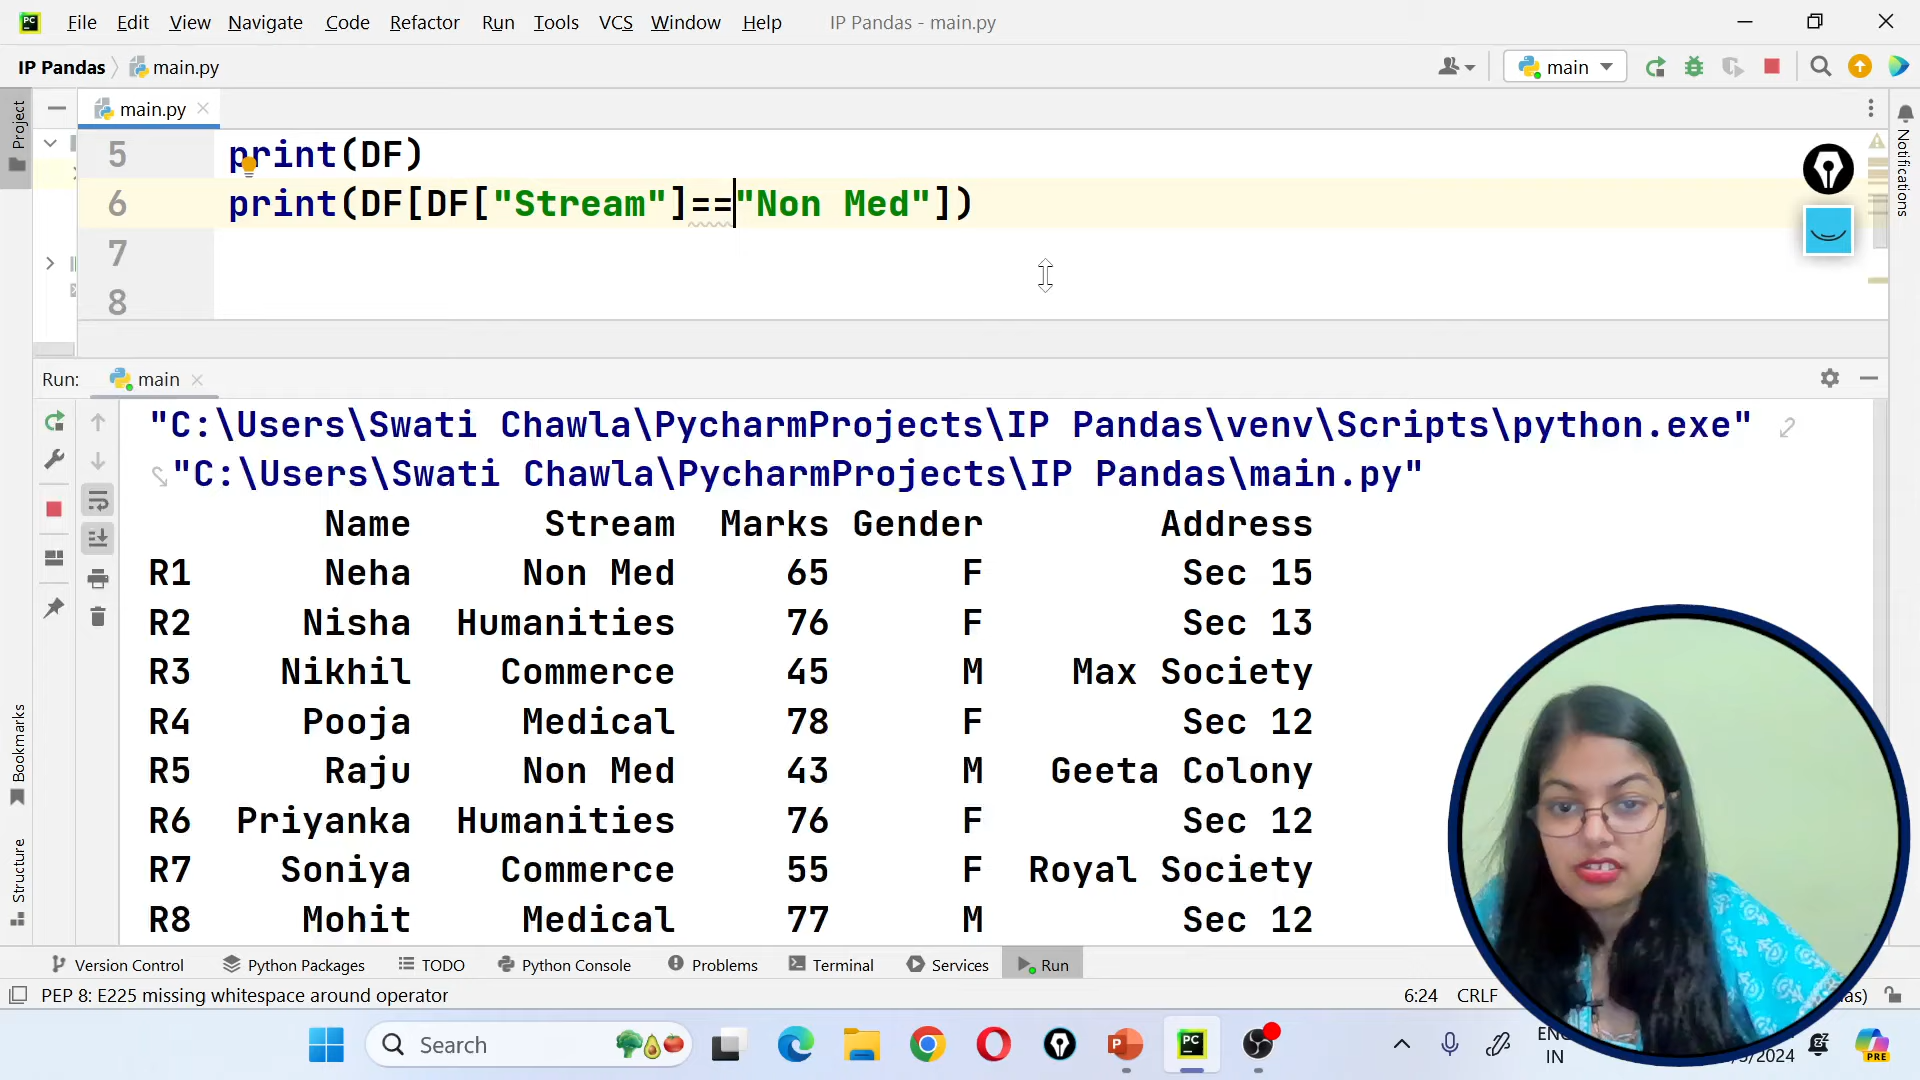 PC File Edit View Navigate Code Refactor Run Tools VCS Window Help IP Pandas - main.py
IP Pandas main.py main
Project
main.py
Notifications
5 print(DF)
6 print(DF[DF["Stream"]=="Non Med"])
7
8
Run: main
"C:\Users\Swati Chawla\PycharmProjects\IP Pandas\venv\Scripts\python.exe"
"C:\Users\Swati Chawla\PycharmProjects\IP Pandas\main.py"
Name Stream Marks Gender Address
R1 Neha Non Med 65 F Sec 15
R2 Nisha Humanities 76 F Sec 13
R3 Nikhil Commerce 45 M Max Society
R4 Pooja Medical 78 F Sec 12
R5 Raju Non Med 43 M Geeta Colony
R6 Priyanka Humanities 76 F Sec 12
R7 Soniya Commerce 55 F Royal Society
R8 Mohit Medical 77 M Sec 12
Bookmarks
Structure
Version Control Python Packages TODO Python Console Problems Terminal Services Run
PEP 8: E225 missing whitespace around operator 6:24 CRLF as)
Search P PC PRE
IN /2024